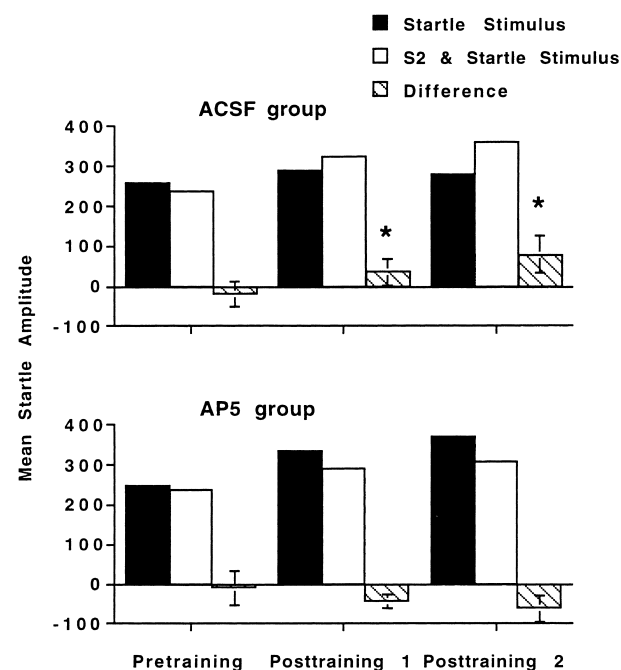 Startle Stimulus
S2 & Startle Stimulus
Difference
ACSF group
400
300
200
100
0
-100
*
*
Mean Startle Amplitude
AP5 group
400
300
200
100
0
-100
Pretraining Posttraining 1 Posttraining 2